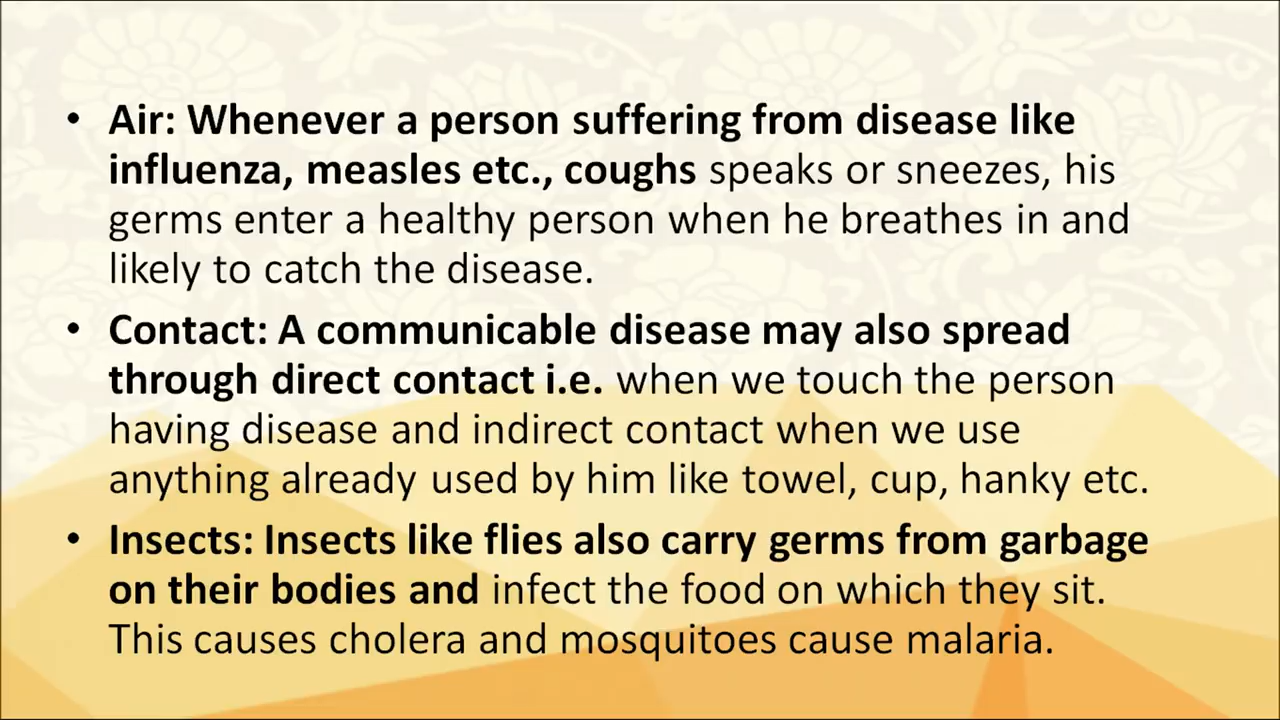 • Air: Whenever a person suffering from disease like
influenza, measles etc., coughs speaks or sneezes, his
germs enter a healthy person when he breathes in and
likely to catch the disease.
• Contact: A communicable disease may also spread
through direct contact i.e. when we touch the person
having disease and indirect contact when we use
anything already used by him like towel, cup, hanky etc.
• Insects: Insects like flies also carry germs from garbage
on their bodies and infect the food on which they sit.
This causes cholera and mosquitoes cause malaria.